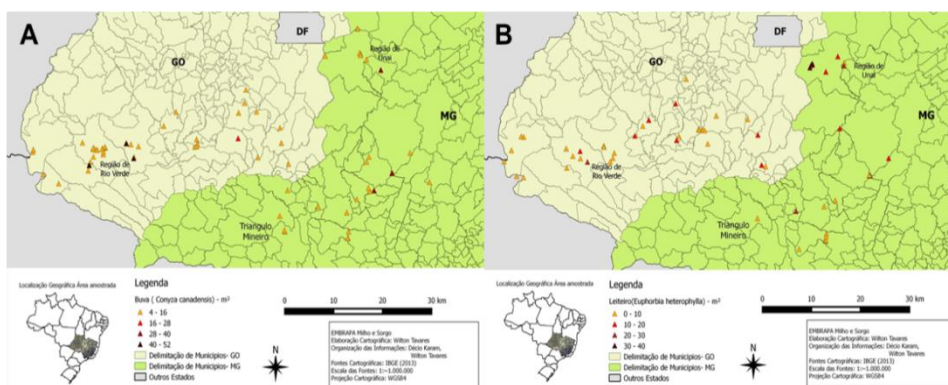 A
DF
GO
Região de
Unaí
MG
Região de
Rio Verde
Triangulo
Mineiro
Localização Geográfica Área amostrada
Legenda
Buva ( Conyza canadensis) - m²
4 - 16
16 - 28
28 - 40
40 - 52
Delimitação de Municipios- GO
Delimitação de Municípios- MG
Outros Estados
0 10 20 30 km
EMBRAPA Milho e Sorgo
Elaboração Cartográfica: Wilton Tavares
Organização das Informações: Décio Karam,
Wilton Tavares
Fontes Cartográficas: IBGE (2013)
Escala das Fontes: 1:~1.000.000
Projeção Cartográfica: WGS84
B
DF
GO
Região de
Unaí
MG
Região de
Rio Verde
Triangulo
Mineiro
Localização Geográfica Área amostrada
Legenda
Leiteiro(Euphorbia heterophylla) - m²
0 - 10
10 - 20
20 - 30
30 - 40
Delimitação de Municipios- GO
Delimitação de Municípios- MG
Outros Estados
0 10 20 30 km
EMBRAPA Milho e Sorgo
Elaboração Cartográfica: Wilton Tavares
Organização das Informações: Décio Karam,
Wilton Tavares
Fontes Cartográficas: IBGE (2013)
Escala das Fontes: 1:~1.000.000
Projeção Cartográfica: WGS84